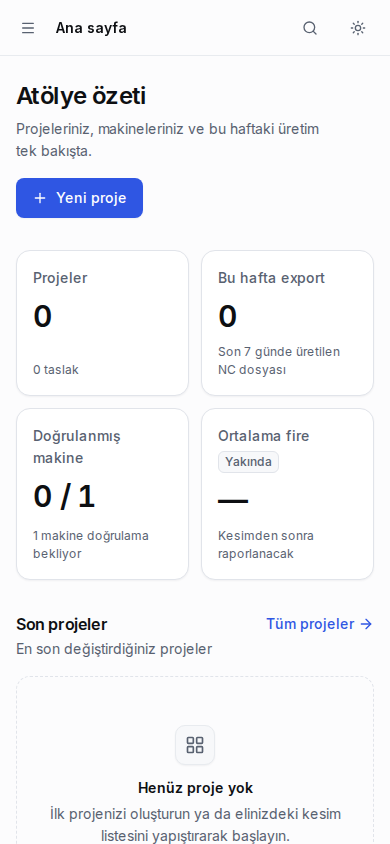 Ana sayfa
Atölye özeti
Projeleriniz, makineleriniz ve bu haftaki üretim
tek bakışta.
Yeni proje
Projeler
0
0 taslak
Bu hafta export
0
Son 7 günde üretilen
NC dosyası
Doğrulanmış
makine
0 / 1
1 makine doğrulama
bekliyor
Ortalama fire
Yakında
—
Kesimden sonra
raporlanacak
Son projeler
Tüm projeler
En son değiştirdiğiniz projeler
Henüz proje yok
İlk projenizi oluşturun ya da elinizdeki kesim
listesini yapıştırarak başlayın.